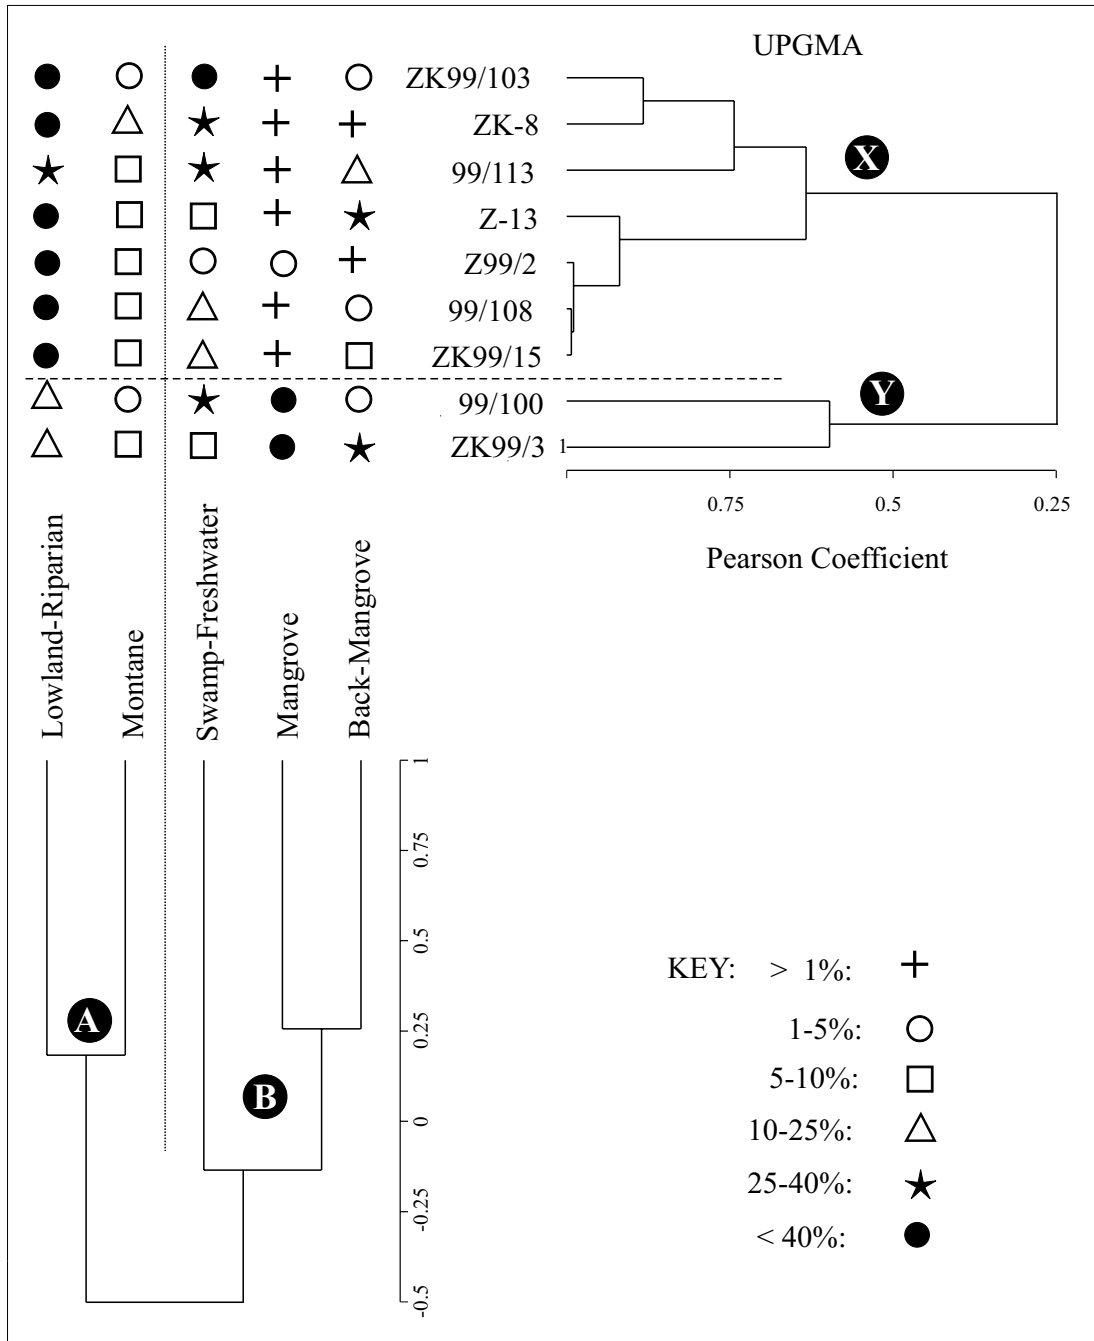 UPGMA
ZK99/103
ZK-8
99/113
Z-13
Z99/2
99/108
ZK99/15
99/100
ZK99/3
1
X
Y
0.75
0.5
0.25
Pearson Coefficient
Lowland-Riparian
Montane
Swamp-Freshwater
Mangrove
Back-Mangrove
1
0.75
0.5
0.25
0
-0.25
-0.5
A
B
KEY: > 1%:
1-5%:
5-10%:
10-25%:
25-40%:
< 40%: